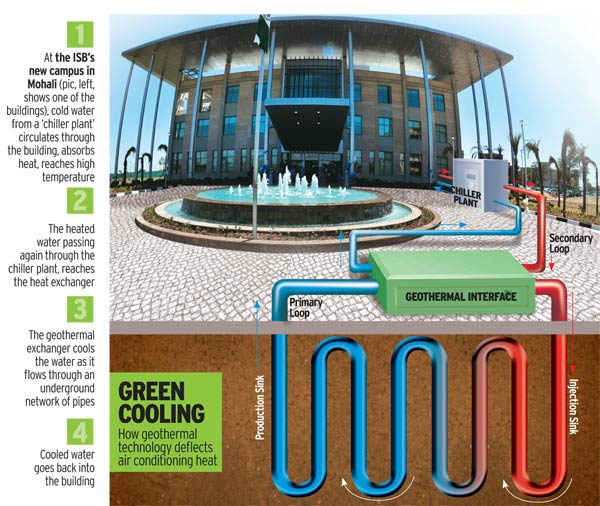 1
At the ISB's
new campus in
Mohali (pic, left,
shows one of the
buildings), cold water
from a 'chiller plant'
circulates through
the building, absorbs
heat, reaches high
temperature
2
The heated
water passing
again through the
chiller plant, reaches
the heat exchanger
3
The geothermal
exchanger cools
the water as it
flows through an
underground
network of pipes
4
Cooled water
goes back into
the building
CHILLER
PLANT
Secondary
Loop
GEOTHERMAL INTERFACE
Primary
Loop
Production Sink
Injection Sink
GREEN
COOLING
How geothermal
technology deflects
air conditioning heat